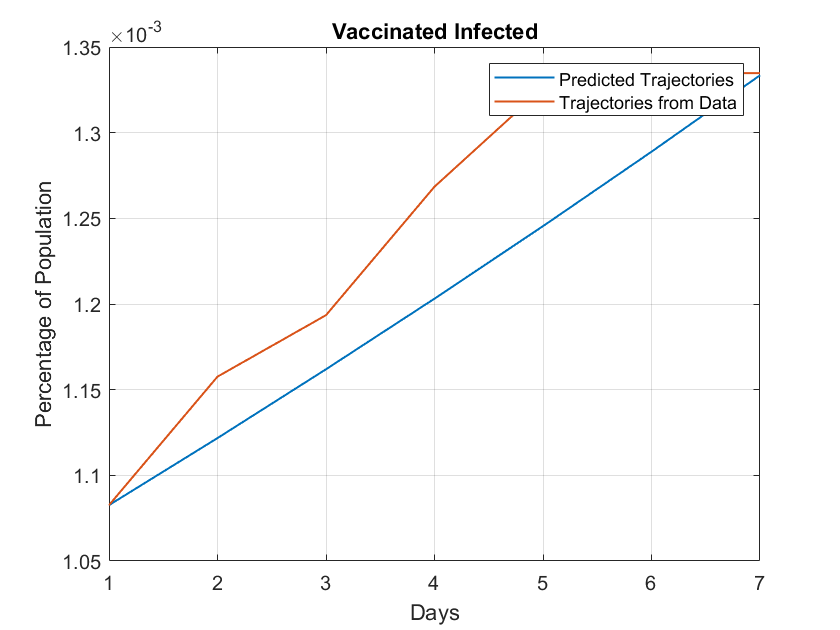 Vaccinated Infected
×10-3
1.35
1.3
1.25
1.2
1.15
1.1
1.05
Percentage of Population
Predicted Trajectories
Trajectories from Data
1 2 3 4 5 6 7
Days